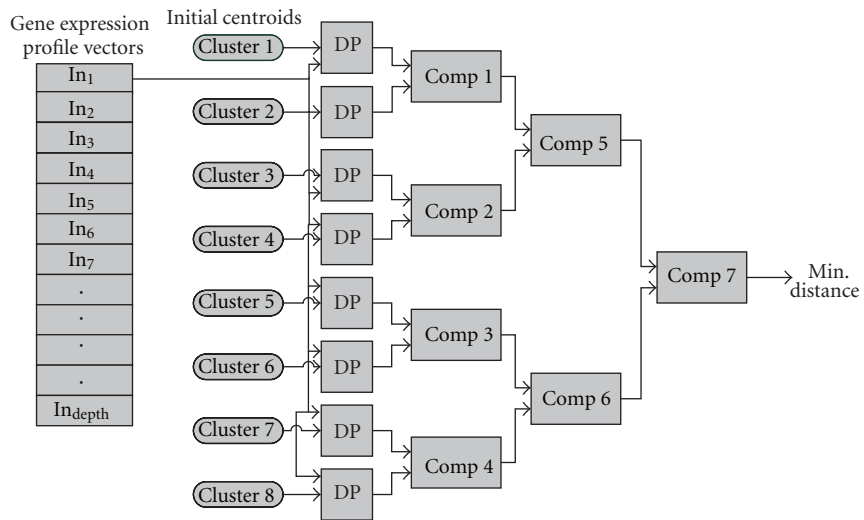 Gene expression
profile vectors
In₁
In₂
In₃
In₄
In₅
In₆
In₇
.
.
.
.
In_depth
Initial centroids
Cluster 1
Cluster 2
Cluster 3
Cluster 4
Cluster 5
Cluster 6
Cluster 7
Cluster 8
DP
DP
DP
DP
DP
DP
DP
DP
Comp 1
Comp 2
Comp 3
Comp 4
Comp 5
Comp 6
Comp 7
Min.
distance